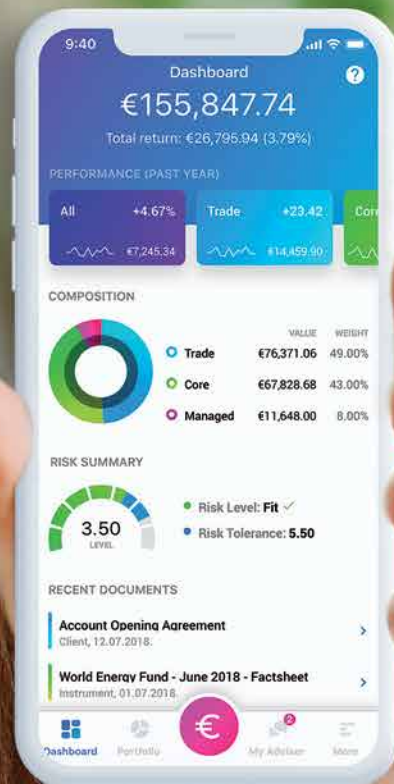 9:40
Dashboard
?
€155,847.74
Total return: €26,795.94 (3.79%)
PERFORMANCE (PAST YEAR)
All +4.67% Trade +23.42 Cor
€7,245.34 €14,459.90
COMPOSITION
VALUE WEIGHT
Trade €76,371.06 49.00%
Core €67,828.68 43.00%
Managed €11,648.00 8.00%
RISK SUMMARY
3.50
LEVEL
Risk Level: Fit ✓
Risk Tolerance: 5.50
RECENT DOCUMENTS
Account Opening Agreement
Client, 12.07.2018.
World Energy Fund - June 2018 - Factsheet
Instrument, 01.07.2018.
€
2
Dashboard Portfolio My Adviser More